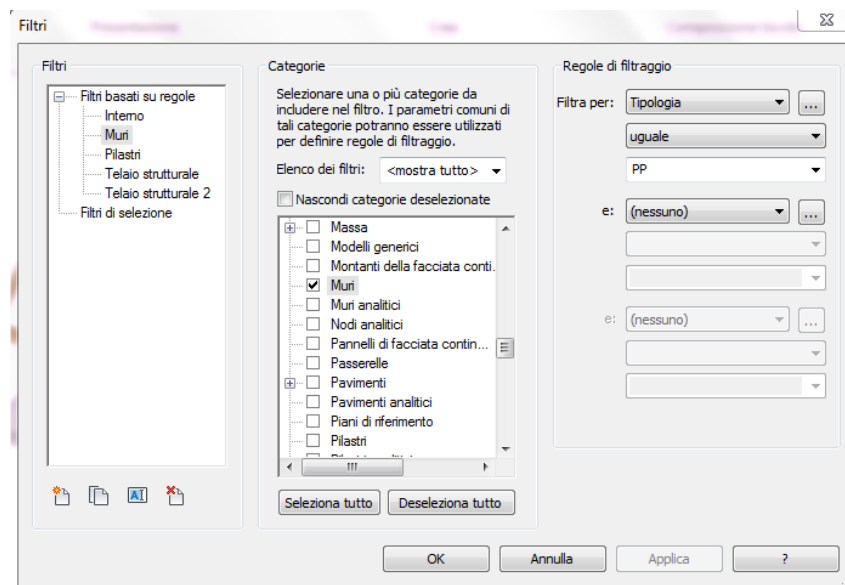 Filtri
Filtri
Filtri basati su regole
Interno
Muri
Pilastri
Telaio strutturale
Telaio strutturale 2
Filtri di selezione
Categorie
Selezionare una o più categorie da
includere nel filtro. I parametri comuni di
tali categorie potranno essere utilizzati
per definire regole di filtraggio.
Elenco dei filtri: <mostra tutto>
Nascondi categorie deselezionate
Massa
Modelli generici
Montanti della facciata conti.
Muri
Muri analitici
Nodi analitici
Pannelli di facciata contin...
Passerelle
Pavimenti
Pavimenti analitici
Piani di riferimento
Pilastri
Seleziona tutto
Deseleziona tutto
Regole di filtraggio
Filtra per: Tipologia ...
uguale
PP
e: (nessuno) ...
e: (nessuno) ...
OK
Annulla
Applica
?